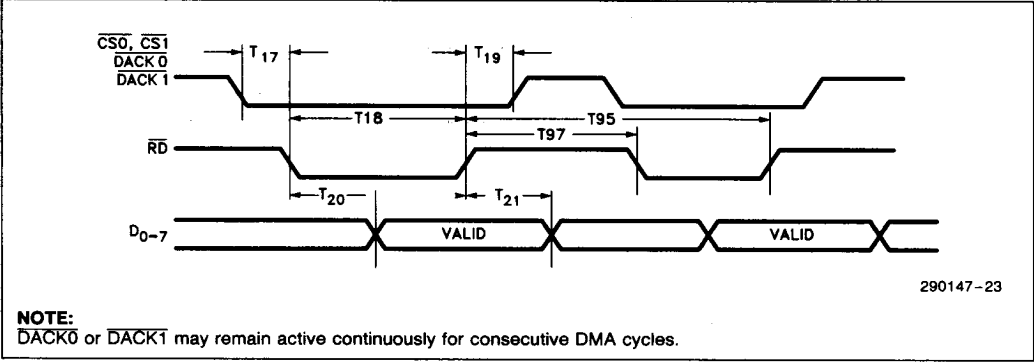 CS0, CS1
DACK 0
DACK 1
T17
T19
T18
T95
T97
RD
T20
T21
D0-7
VALID
VALID
290147-23
NOTE:
DACK0 or DACK1 may remain active continuously for consecutive DMA cycles.